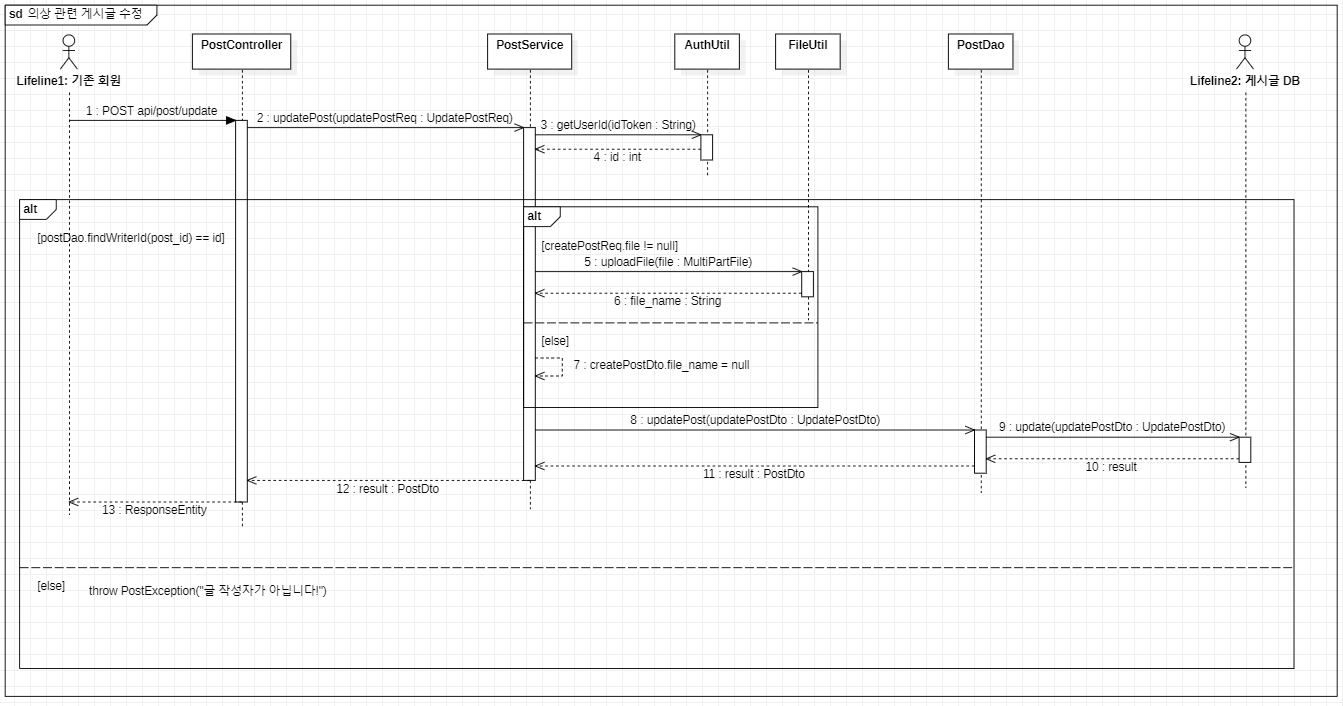 sd 의상 관련 게시글 수정
PostController
PostService
AuthUtil
FileUtil
PostDao
Lifeline1: 기존 회원
Lifeline2: 게시글 DB
1 : POST api/post/update
2 : updatePost(updatePostReq : UpdatePostReq)
3 : getUserId(idToken : String)
4 : id : int
alt
[postDao.findWriterId(post_id) == id]
alt
[createPostReq.file != null]
5 : uploadFile(file : MultiPartFile)
6 : file_name : String
[else]
7 : createPostDto.file_name = null
8 : updatePost(updatePostDto : UpdatePostDto)
9 : update(updatePostDto : UpdatePostDto)
10 : result
11 : result : PostDto
12 : result : PostDto
13 : ResponseEntity
[else]
throw PostException("글 작성자가 아닙니다!")